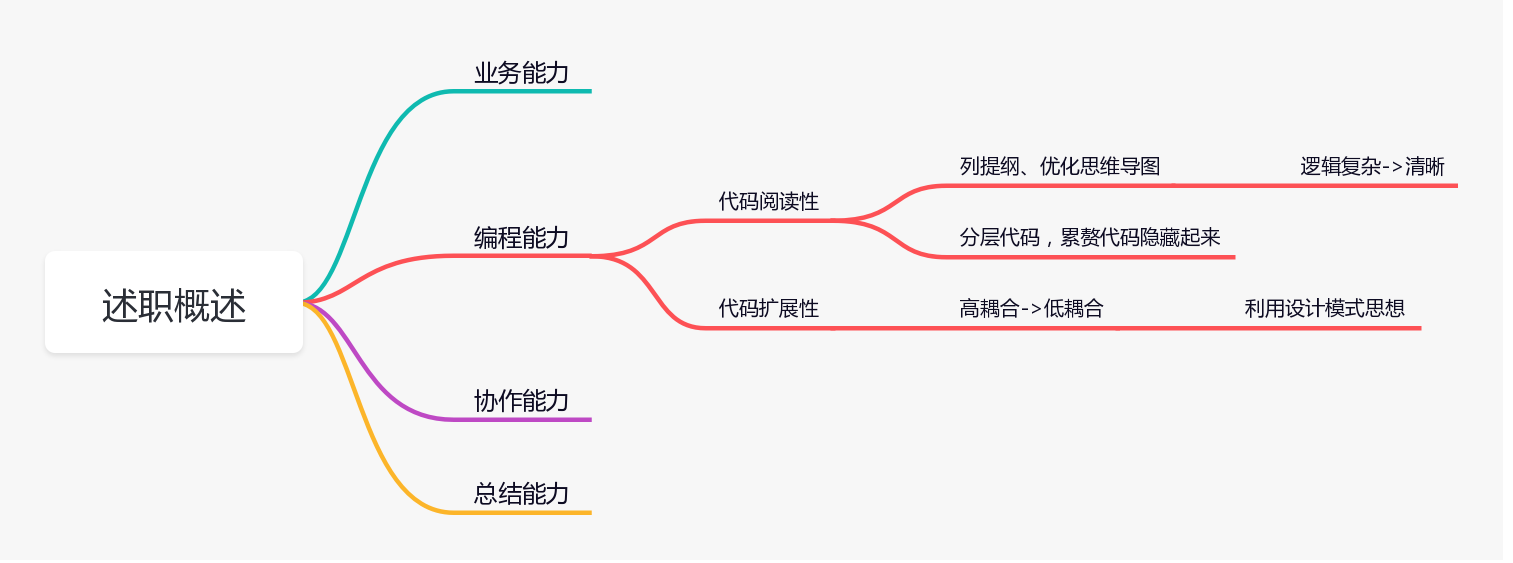 业务能力
列提纲、优化思维导图
逻辑复杂->清晰
代码阅读性
编程能力
分层代码，累赘代码隐藏起来
述职概述
代码扩展性
高耦合->低耦合
利用设计模式思想
协作能力
总结能力